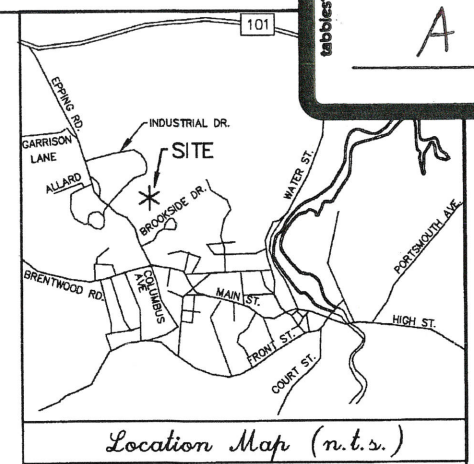 101
tabbies
A
EPPING RD.
INDUSTRIAL DR.
GARRISON
LANE
SITE
ALLARD
BROOKSIDE DR.
WATER ST.
PORTSMOUTH AVE.
BRENTWOOD RD.
COLUMBUS
AVE
MAIN ST.
HIGH ST.
FRONT ST.
COURT ST.
Location Map (n.t.s.)